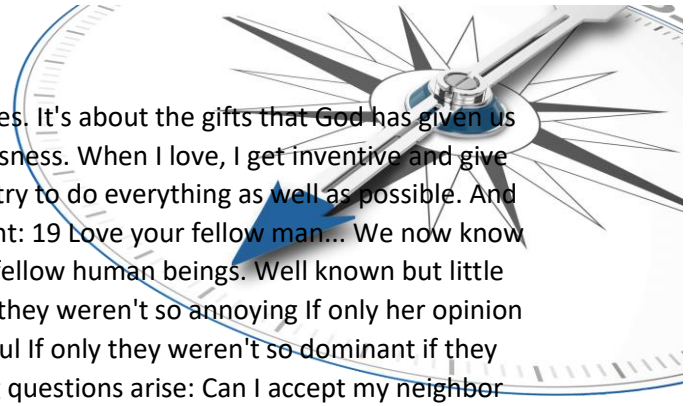 es. It's about the gifts that God has given us
sness. When I love, I get inventive and give
try to do everything as well as possible. And
nt: 19 Love your fellow man... We now know
fellow human beings. Well known but little
they weren't so annoying If only her opinion
ul If only they weren't so dominant if they
t questions arise: Can I accept my neighbor